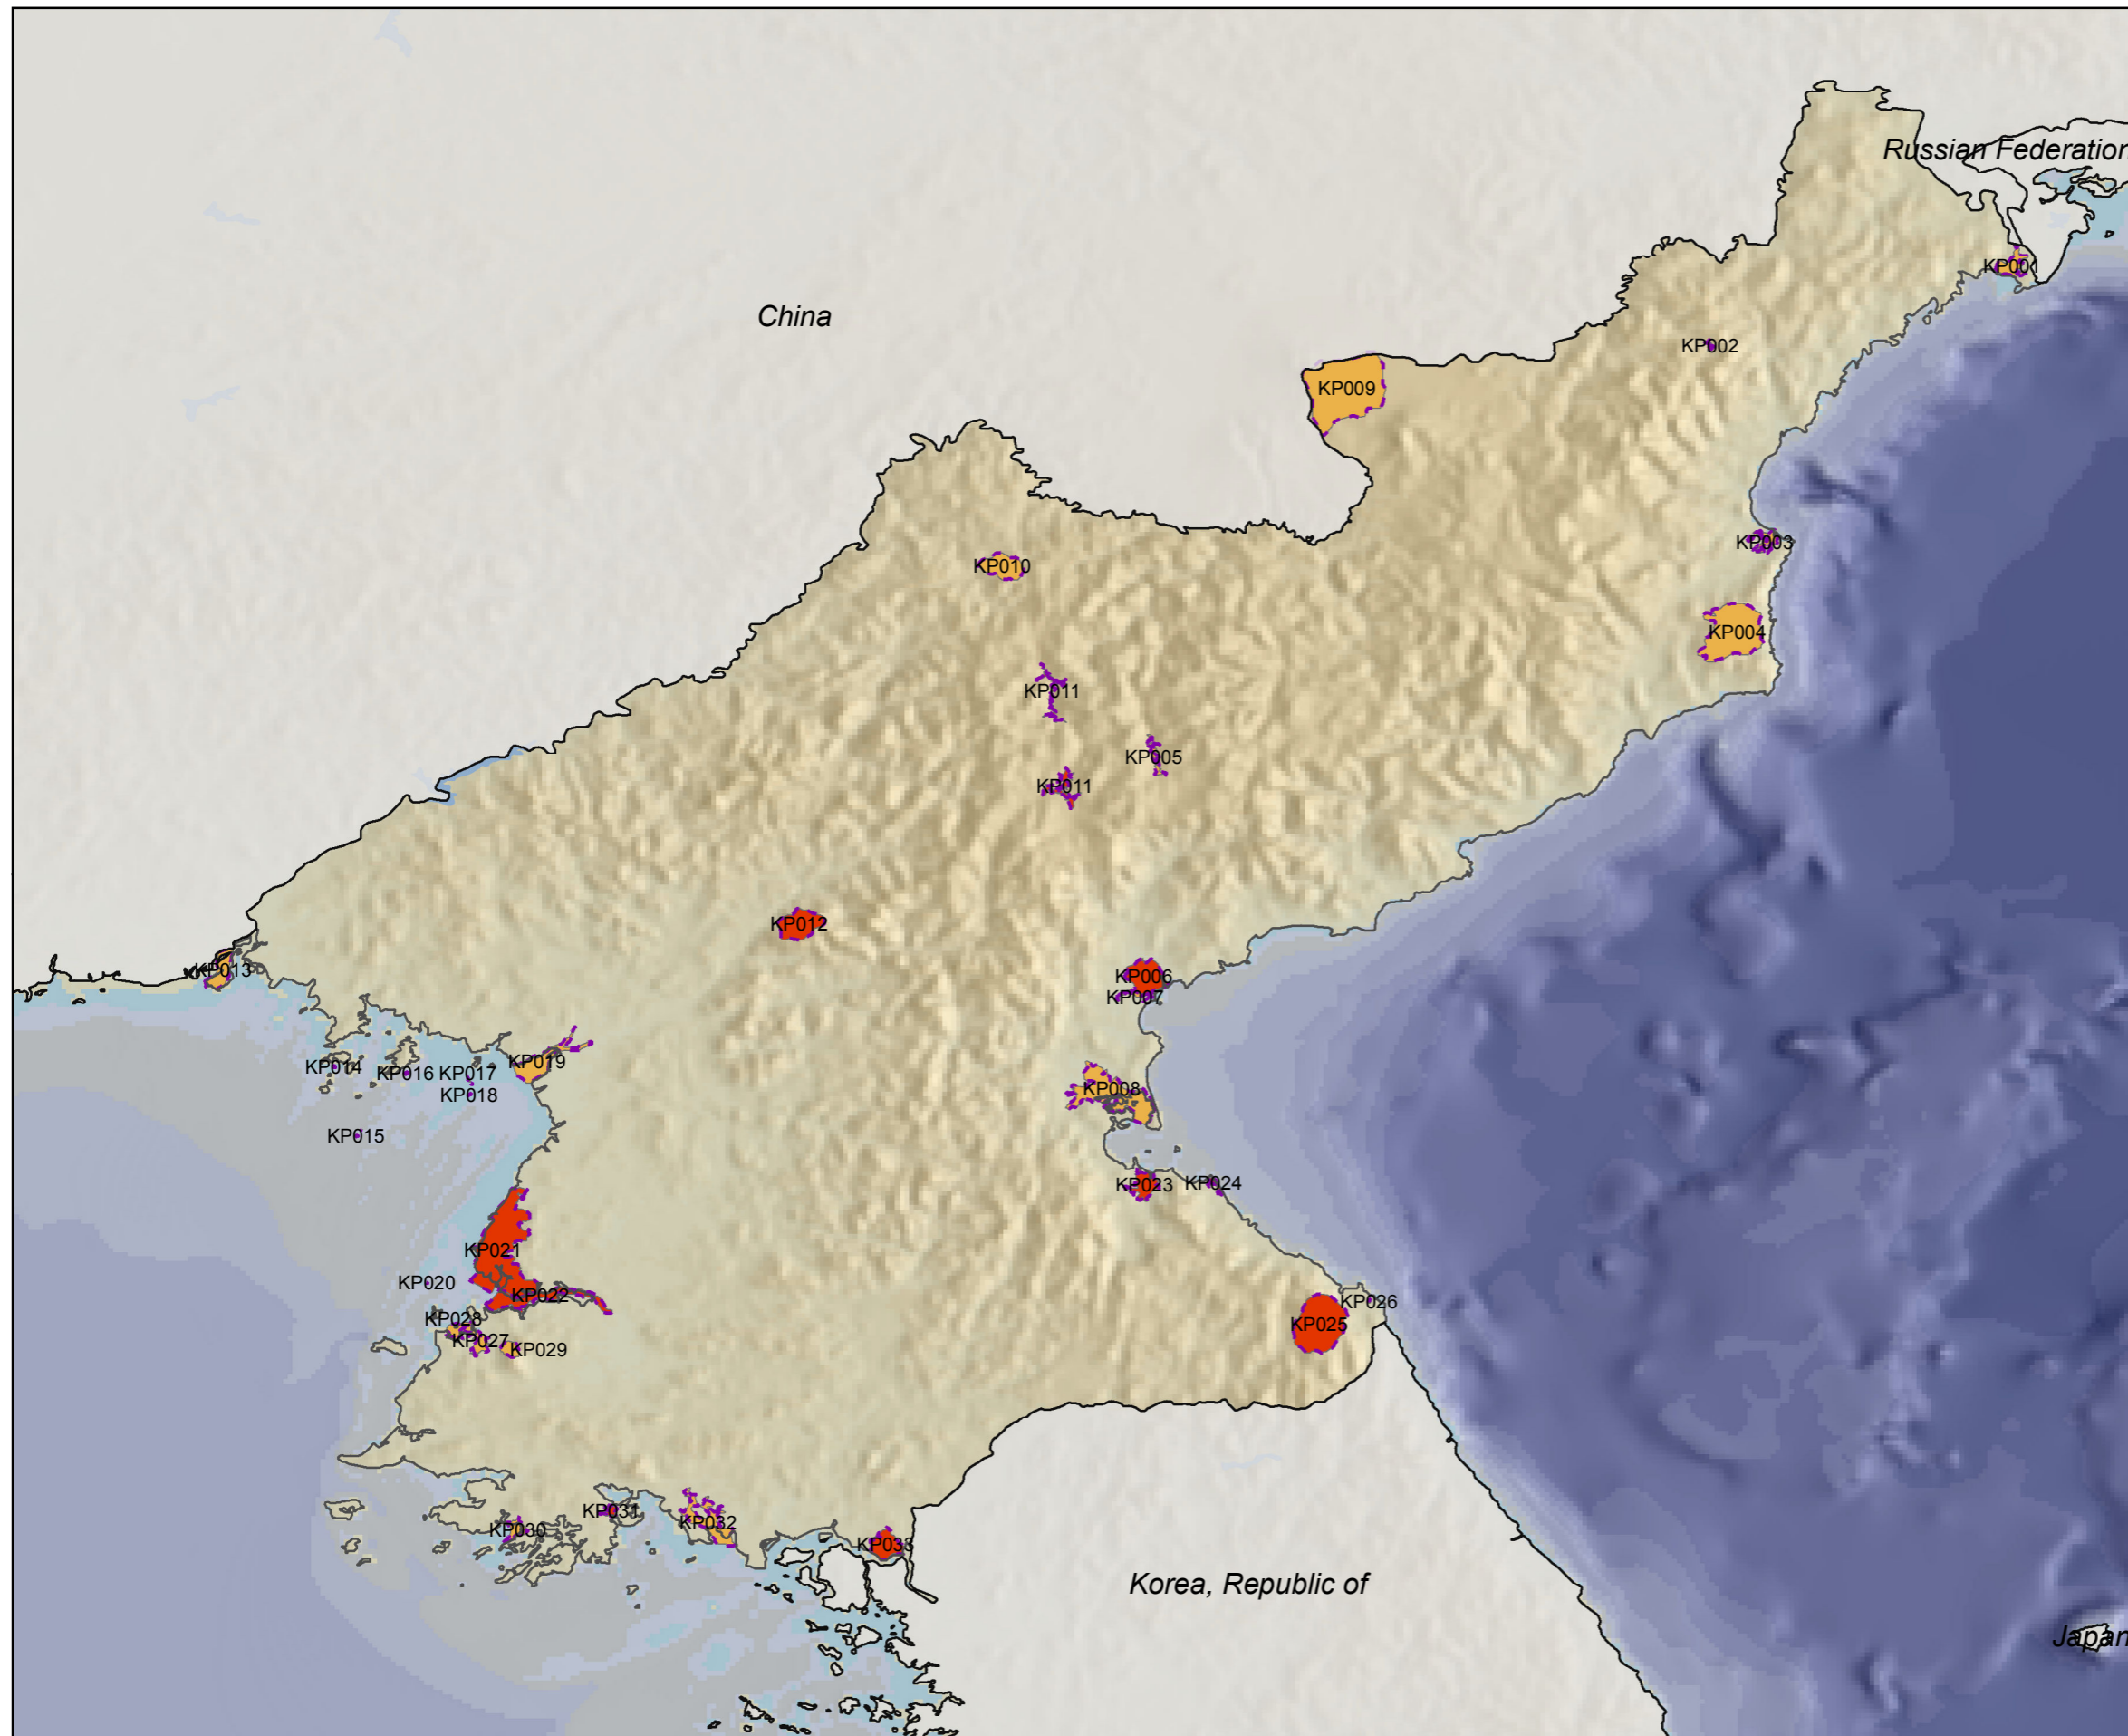 Russian Federation
KP001
China
KP002
KP009
KP003
KP010
KP004
KP011
KP005
KP011
KP012
KP013
KP006
KP007
KP019
KP014
KP016
KP017
KP008
KP018
KP015
KP023
KP024
KP021
KP020
KP022
KP026
KP028
KP025
KP027
KP029
KP031
KP032
KP030
KP033
Korea, Republic of
Japan